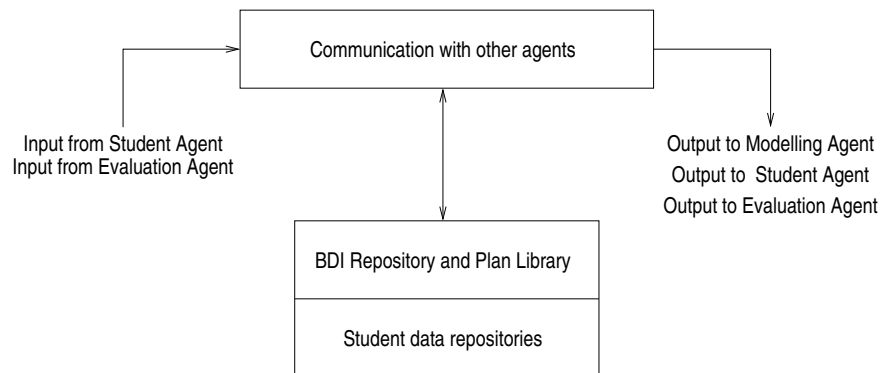 Communication with other agents
Input from Student Agent
Input from Evaluation Agent
Output to Modelling Agent
Output to Student Agent
Output to Evaluation Agent
BDI Repository and Plan Library
Student data repositories